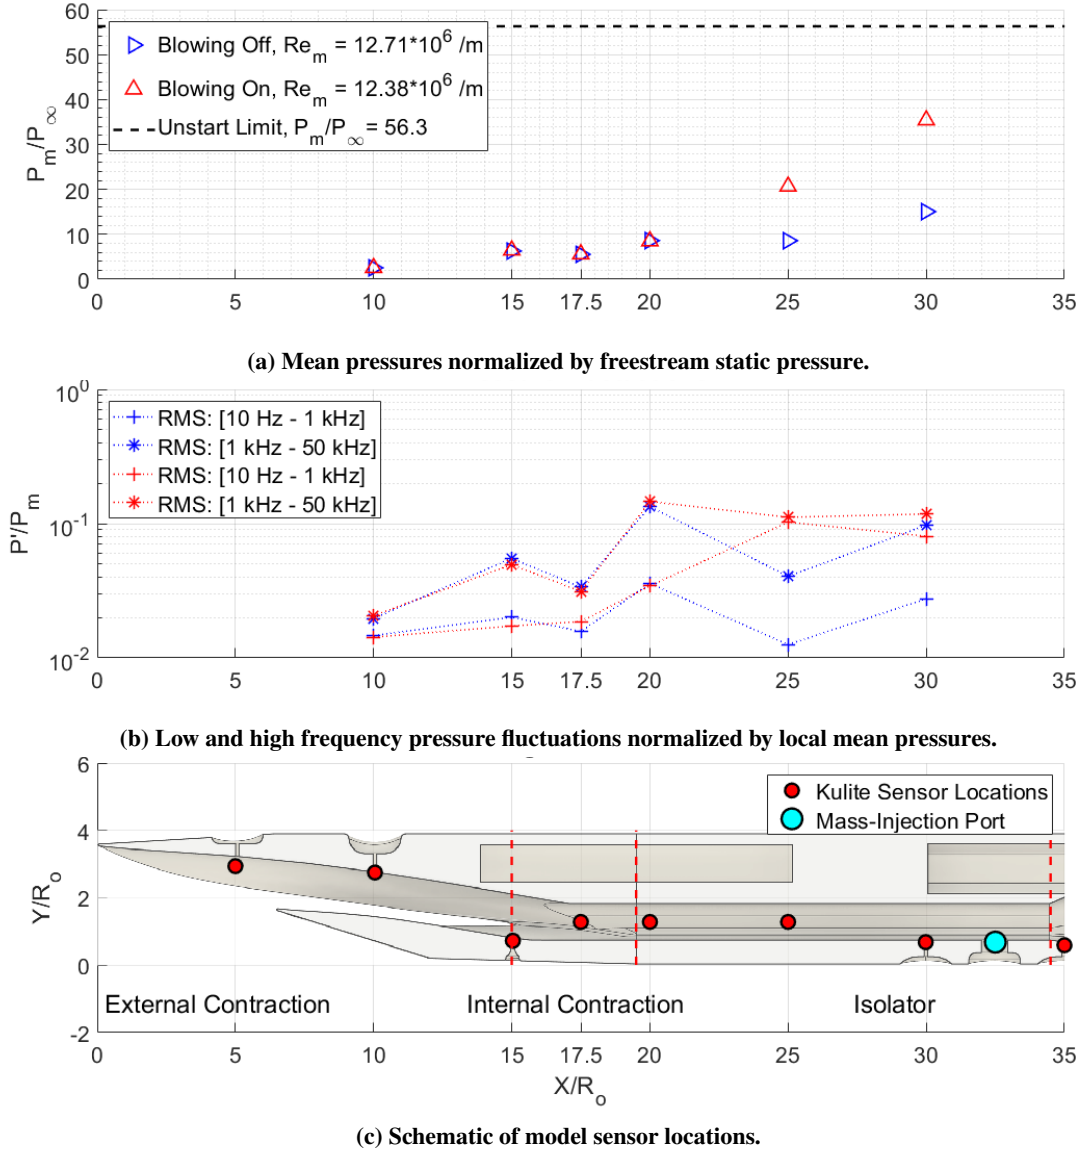 60
50
40
30
20
10
0
P_m/P_∞
Blowing Off, Re_m = 12.71*10^6 /m
Blowing On, Re_m = 12.38*10^6 /m
Unstart Limit, P_m/P_∞ = 56.3
0 5 10 15 17.5 20 25 30 35
(a) Mean pressures normalized by freestream static pressure.
10^0
10^-1
10^-2
P'/P_m
RMS: [10 Hz - 1 kHz]
RMS: [1 kHz - 50 kHz]
RMS: [10 Hz - 1 kHz]
RMS: [1 kHz - 50 kHz]
0 5 10 15 17.5 20 25 30 35
(b) Low and high frequency pressure fluctuations normalized by local mean pressures.
6
4
2
0
-2
Y/R_o
Kulite Sensor Locations
Mass-Injection Port
External Contraction Internal Contraction Isolator
0 5 10 15 17.5 20 25 30 35
X/R_o
(c) Schematic of model sensor locations.